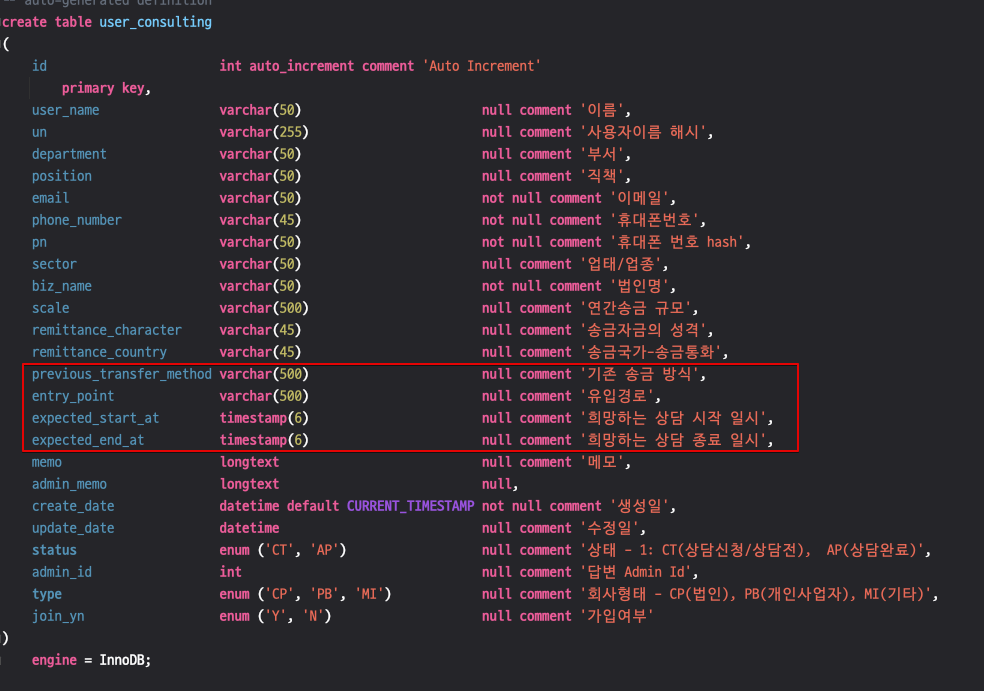 -- auto-generated definition
create table user_consulting
(
id int auto_increment comment 'Auto Increment'
primary key,
user_name varchar(50) null comment '이름',
un varchar(255) null comment '사용자이름 해시',
department varchar(50) null comment '부서',
position varchar(50) null comment '직책',
email varchar(50) not null comment '이메일',
phone_number varchar(45) not null comment '휴대폰번호',
pn varchar(50) not null comment '휴대폰 번호 hash',
sector varchar(50) null comment '업태/업종',
biz_name varchar(50) not null comment '법인명',
scale varchar(500) null comment '연간송금 규모',
remittance_character varchar(45) null comment '송금자금의 성격',
remittance_country varchar(45) null comment '송금국가-송금통화',
previous_transfer_method varchar(500) null comment '기존 송금 방식',
entry_point varchar(500) null comment '유입경로',
expected_start_at timestamp(6) null comment '희망하는 상담 시작 일시',
expected_end_at timestamp(6) null comment '희망하는 상담 종료 일시',
memo longtext null comment '메모',
admin_memo longtext null,
create_date datetime default CURRENT_TIMESTAMP not null comment '생성일',
update_date datetime null comment '수정일',
status enum ('CT', 'AP') null comment '상태 - 1: CT(상담신청/상담전), AP(상담완료)',
admin_id int null comment '답변 Admin Id',
type enum ('CP', 'PB', 'MI') null comment '회사형태 - CP(법인), PB(개인사업자), MI(기타)',
join_yn enum ('Y', 'N') null comment '가입여부'
)
engine = InnoDB;